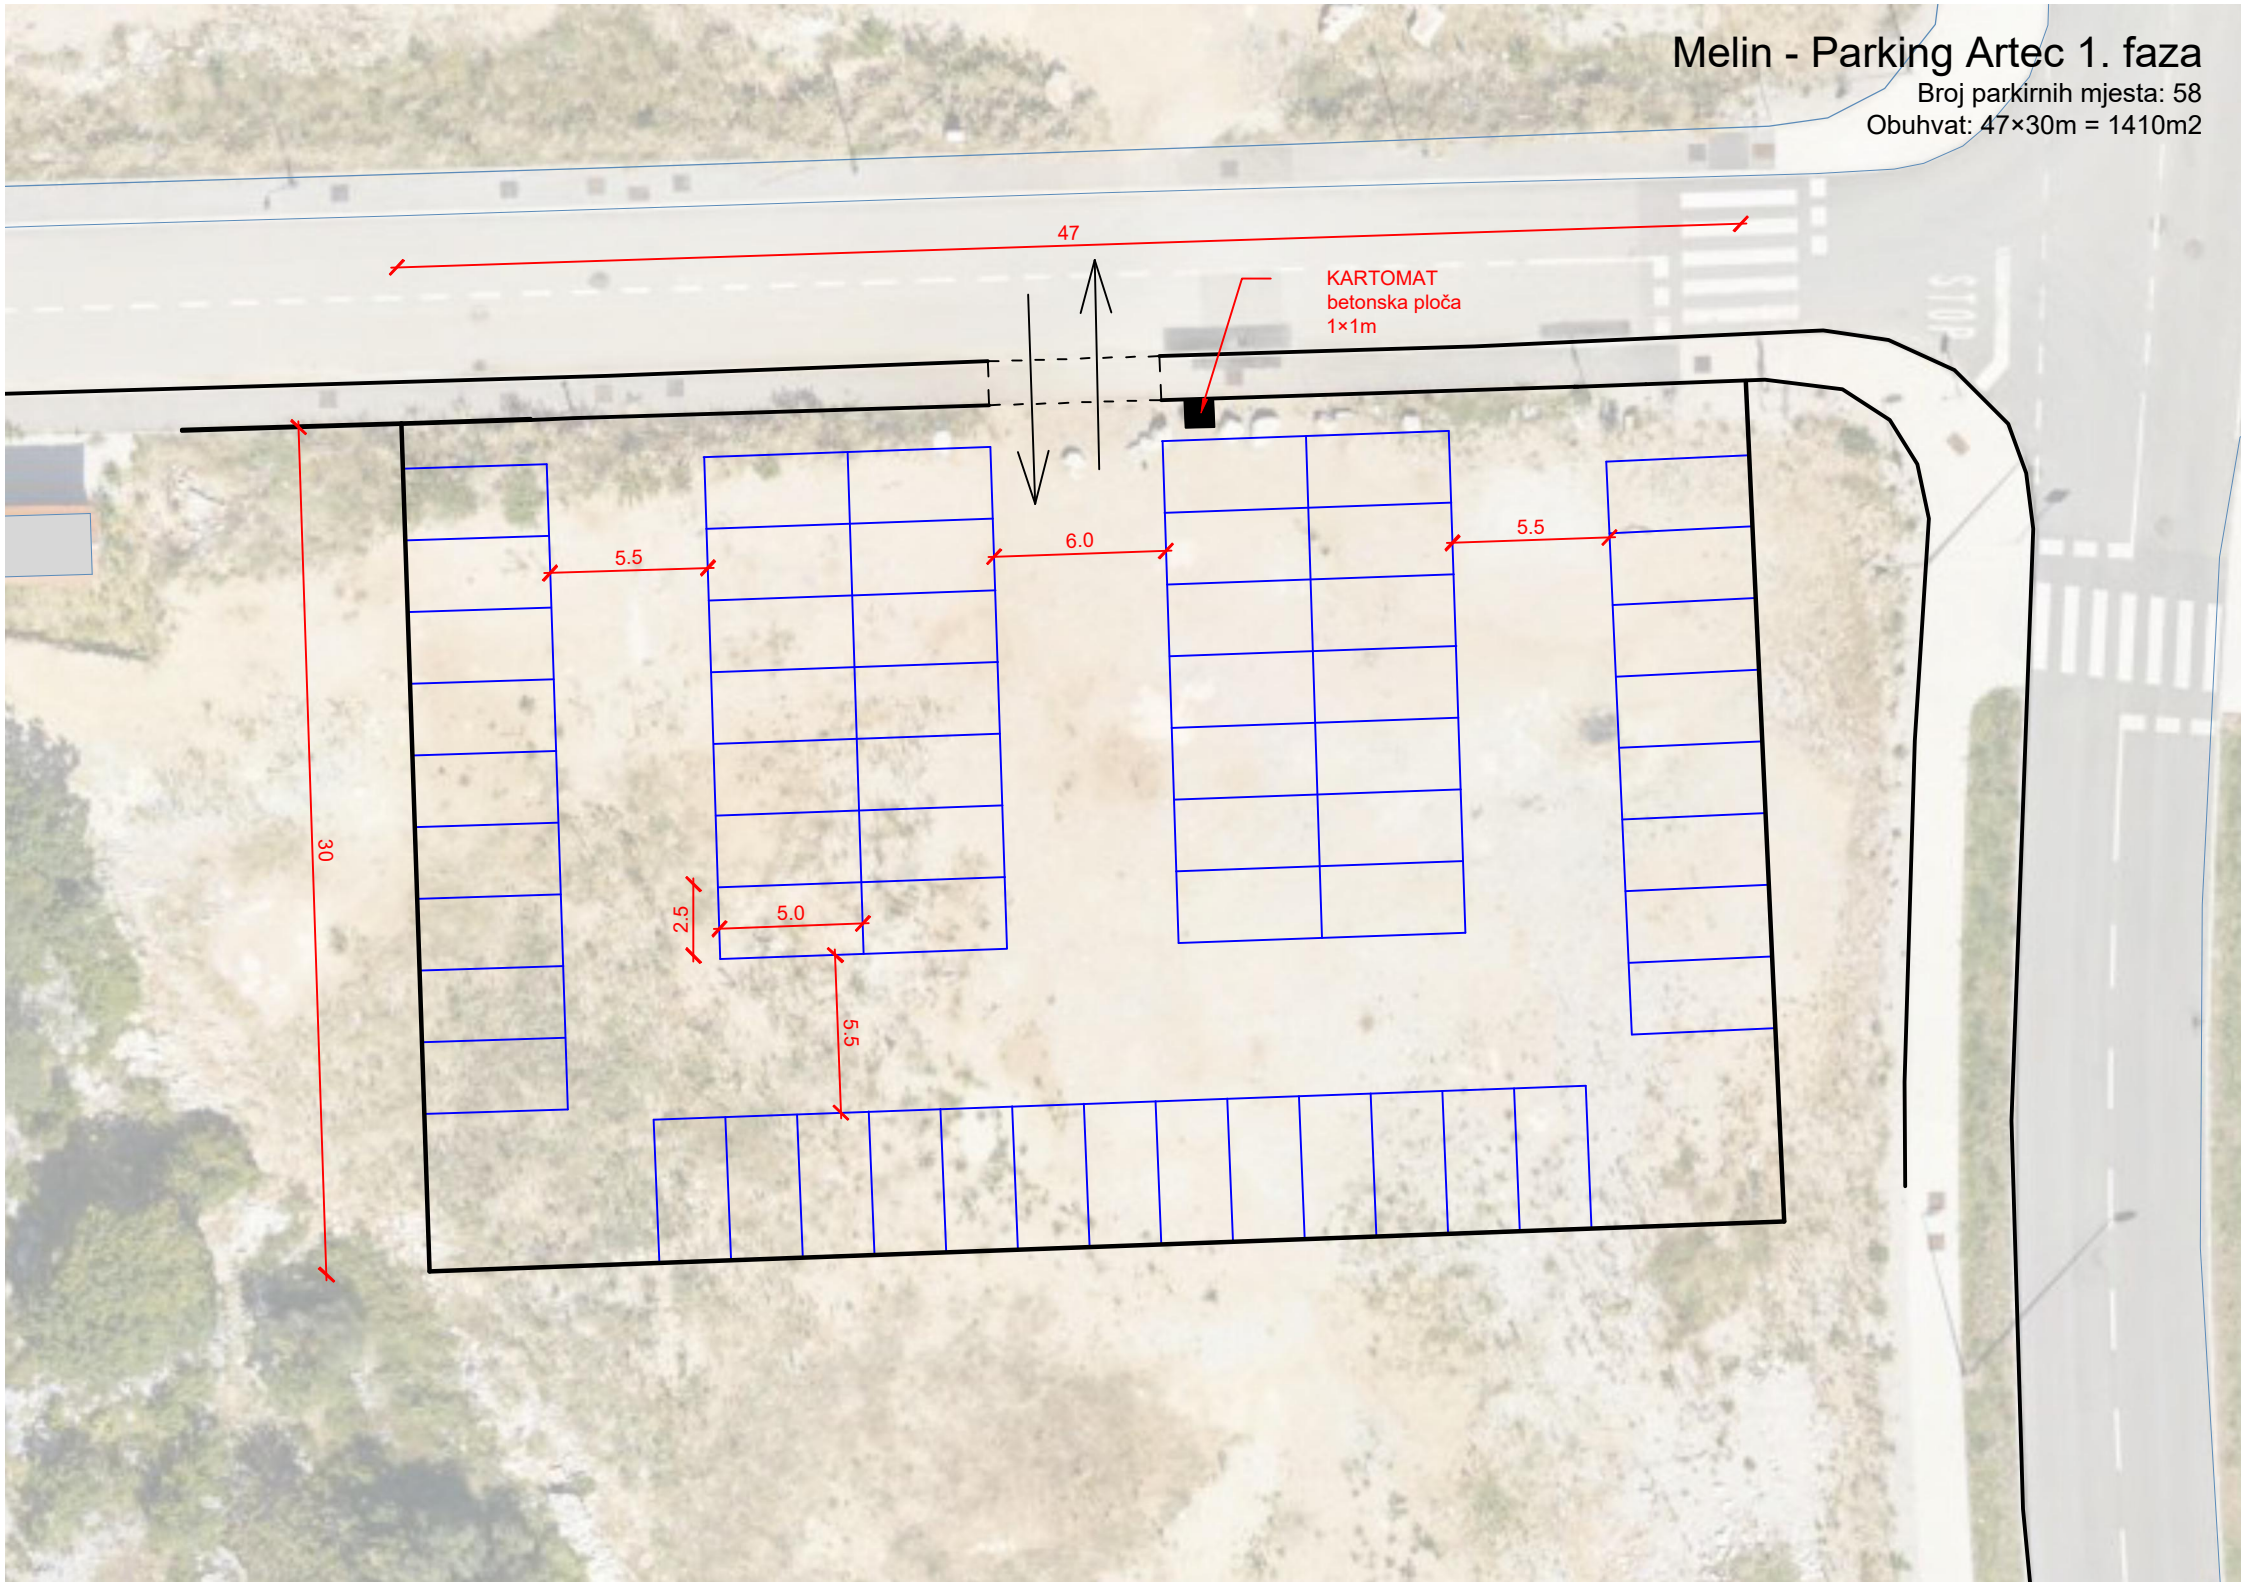 Melin - Parking Artec 1. faza
Broj parkirnih mjesta: 58
Obuhvat: 47×30m = 1410m2
47
KARTOMAT
betonska ploča
1×1m
STOP
5.5
6.0
5.5
30
2.5
5.0
5.5